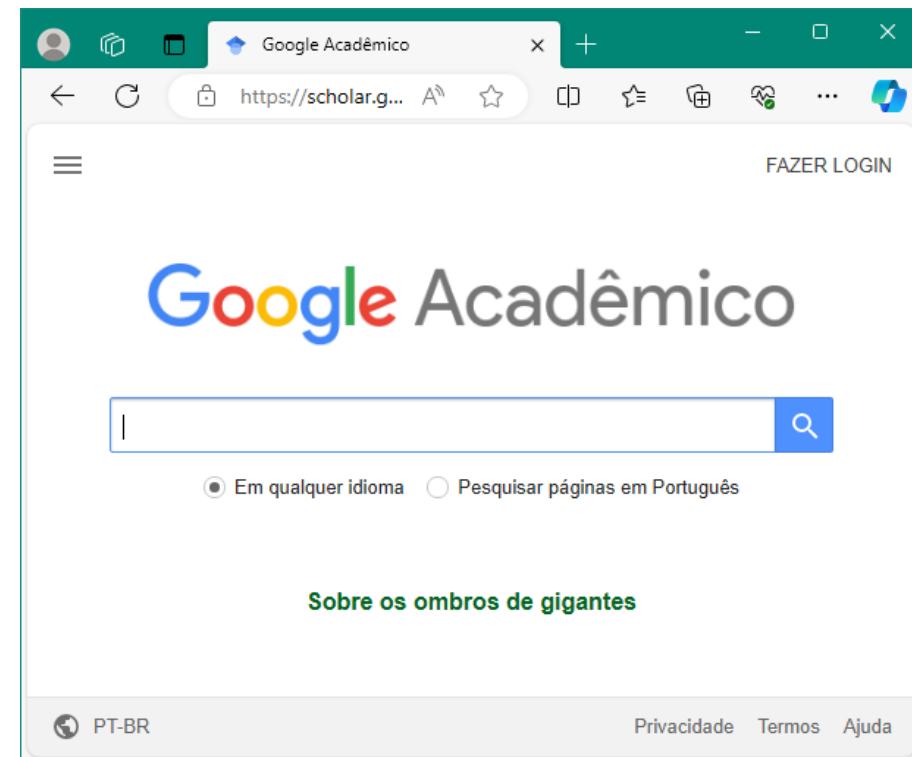 Google Acadêmico
https://scholar.g...
FAZER LOGIN
Google Acadêmico
Em qualquer idioma Pesquisar páginas em Português
Sobre os ombros de gigantes
PT-BR Privacidade Termos Ajuda